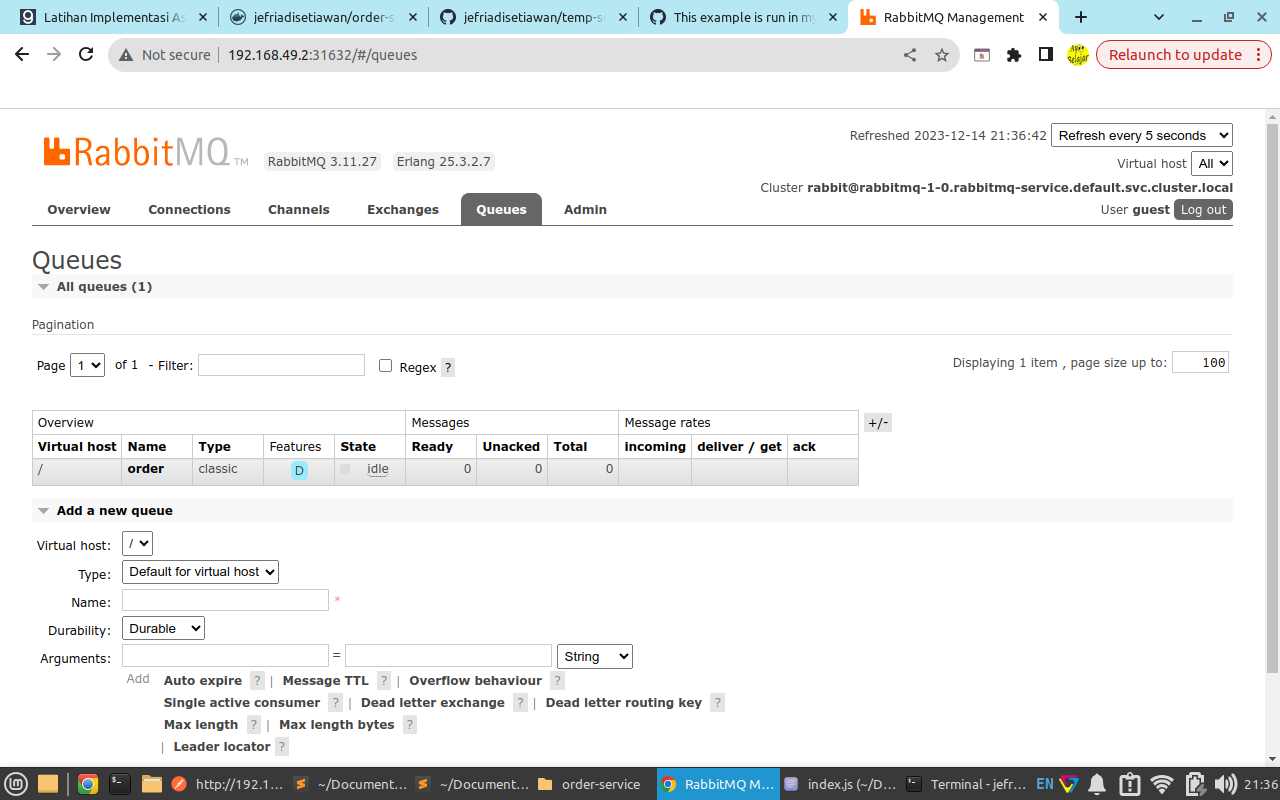 Latihan Implementasi As
jefriadisetiawan/order-s
jefriadisetiawan/temp-s
This example is run in my
RabbitMQ Management
Not secure
192.168.49.2:31632/#/queues
Relaunch to update
RabbitMQ TM
RabbitMQ 3.11.27
Erlang 25.3.2.7
Refreshed 2023-12-14 21:36:42
Refresh every 5 seconds
Virtual host All
Cluster rabbit@rabbitmq-1-0.rabbitmq-service.default.svc.cluster.local
User guest Log out
Overview Connections Channels Exchanges Queues Admin
Queues
All queues (1)
Pagination
Page 1 of 1 - Filter: Regex ?
Displaying 1 item , page size up to: 100
Overview Messages Message rates +/-
Virtual host Name Type Features State Ready Unacked Total incoming deliver / get ack
/ order classic D idle 0 0 0
Add a new queue
Virtual host: /
Type: Default for virtual host
Name: *
Durability: Durable
Arguments: = String
Add Auto expire ? | Message TTL ? | Overflow behaviour ?
Single active consumer ? | Dead letter exchange ? | Dead letter routing key ?
Max length ? | Max length bytes ?
| Leader locator ?
http://192.1...
~/Document...
~/Document...
order-service
RabbitMQ M...
index.js (~/D...
Terminal - jefr...
EN
21:36